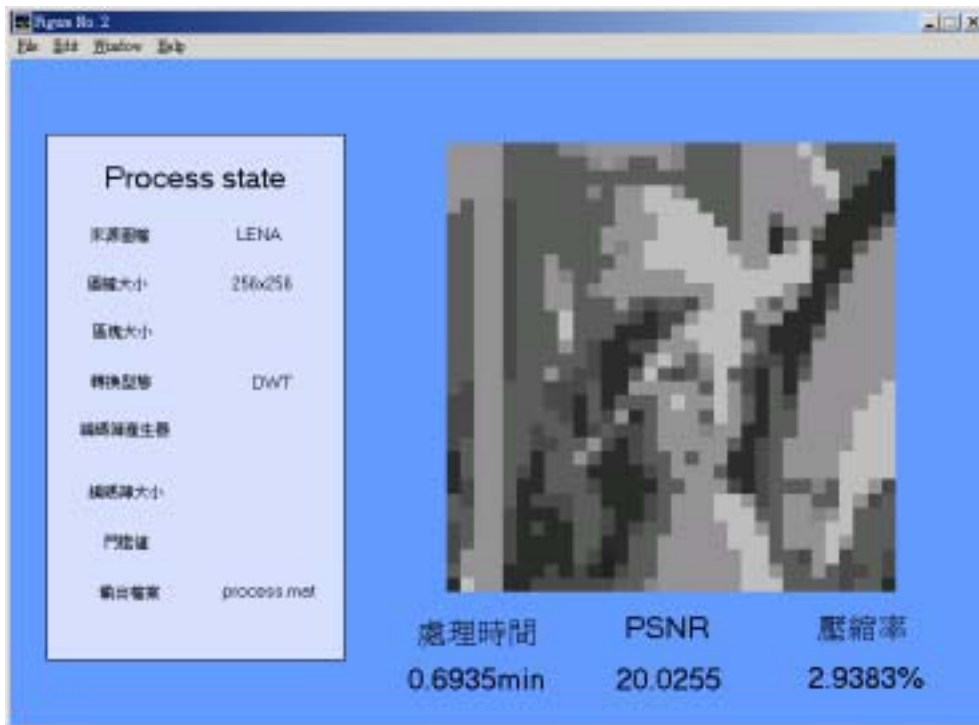 Figure No. 2
File Edit Window Help
Process state
來源圖檔 LENA
圖檔大小 256x256
區塊大小
轉換型態 DWT
編碼簿產生器
編碼簿大小
門檻值
輸出檔案 process.mat
處理時間 PSNR 壓縮率
0.6935min 20.0255 2.9383%